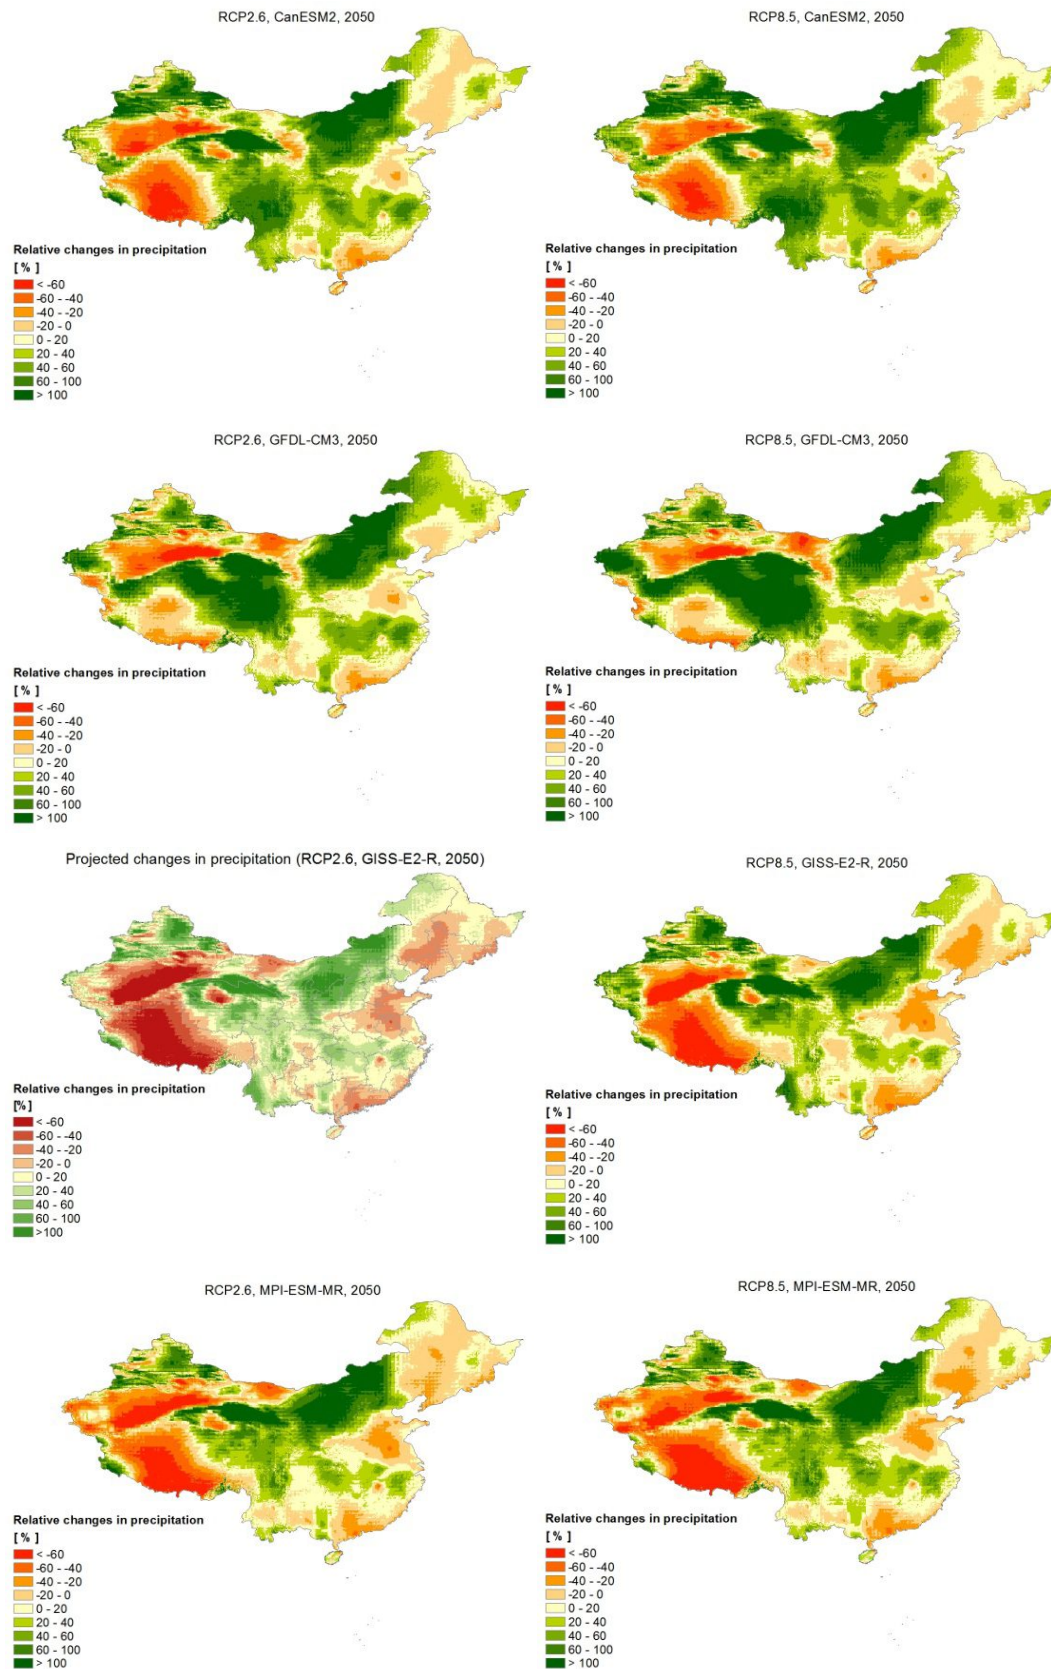 RCP2.6, CanESM2, 2050
Relative changes in precipitation
[ % ]
< -60
-60 - -40
-40 - -20
-20 - 0
0 - 20
20 - 40
40 - 60
60 - 100
> 100
RCP8.5, CanESM2, 2050
Relative changes in precipitation
[ % ]
< -60
-60 - -40
-40 - -20
-20 - 0
0 - 20
20 - 40
40 - 60
60 - 100
> 100
RCP2.6, GFDL-CM3, 2050
Relative changes in precipitation
[ % ]
< -60
-60 - -40
-40 - -20
-20 - 0
0 - 20
20 - 40
40 - 60
60 - 100
> 100
RCP8.5, GFDL-CM3, 2050
Relative changes in precipitation
[ % ]
< -60
-60 - -40
-40 - -20
-20 - 0
0 - 20
20 - 40
40 - 60
60 - 100
> 100
Projected changes in precipitation (RCP2.6, GISS-E2-R, 2050)
Relative changes in precipitation
[%]
< -60
-60 - -40
-40 - -20
-20 - 0
0 - 20
20 - 40
40 - 60
60 - 100
>100
RCP8.5, GISS-E2-R, 2050
Relative changes in precipitation
[ % ]
< -60
-60 - -40
-40 - -20
-20 - 0
0 - 20
20 - 40
40 - 60
60 - 100
> 100
RCP2.6, MPI-ESM-MR, 2050
Relative changes in precipitation
[ % ]
< -60
-60 - -40
-40 - -20
-20 - 0
0 - 20
20 - 40
40 - 60
60 - 100
> 100
RCP8.5, MPI-ESM-MR, 2050
Relative changes in precipitation
[ % ]
< -60
-60 - -40
-40 - -20
-20 - 0
0 - 20
20 - 40
40 - 60
60 - 100
> 100